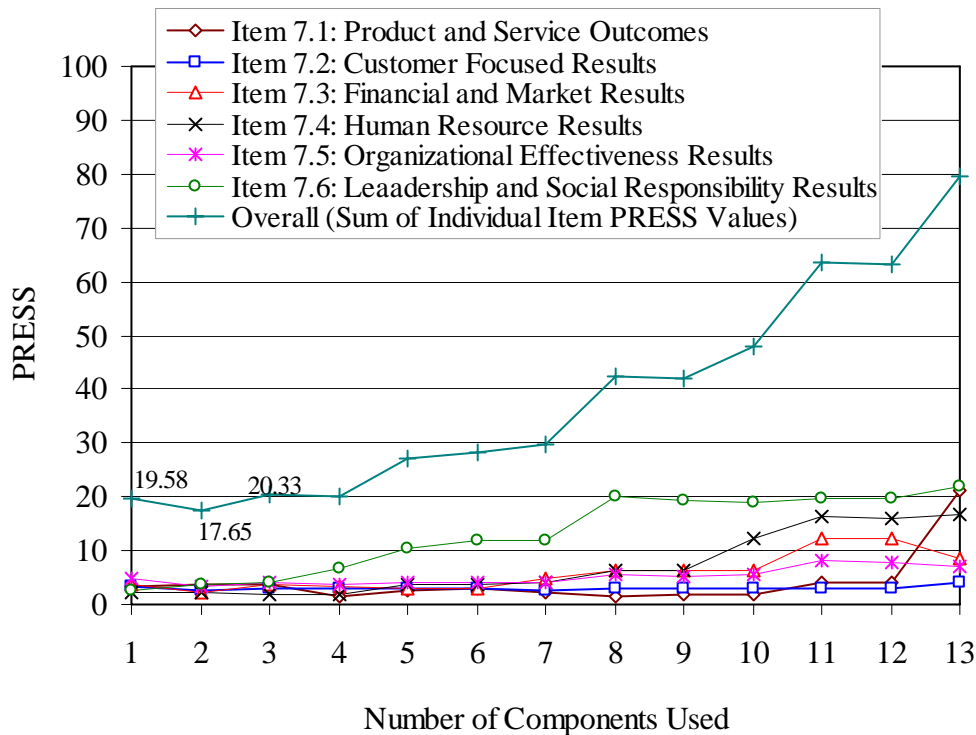 Item 7.1: Product and Service Outcomes
Item 7.2: Customer Focused Results
Item 7.3: Financial and Market Results
Item 7.4: Human Resource Results
Item 7.5: Organizational Effectiveness Results
Item 7.6: Leaadership and Social Responsibility Results
Overall (Sum of Individual Item PRESS Values)
100
90
80
70
60
50
40
30
20
10
0
PRESS
19.58
17.65
20.33
1 2 3 4 5 6 7 8 9 10 11 12 13
Number of Components Used